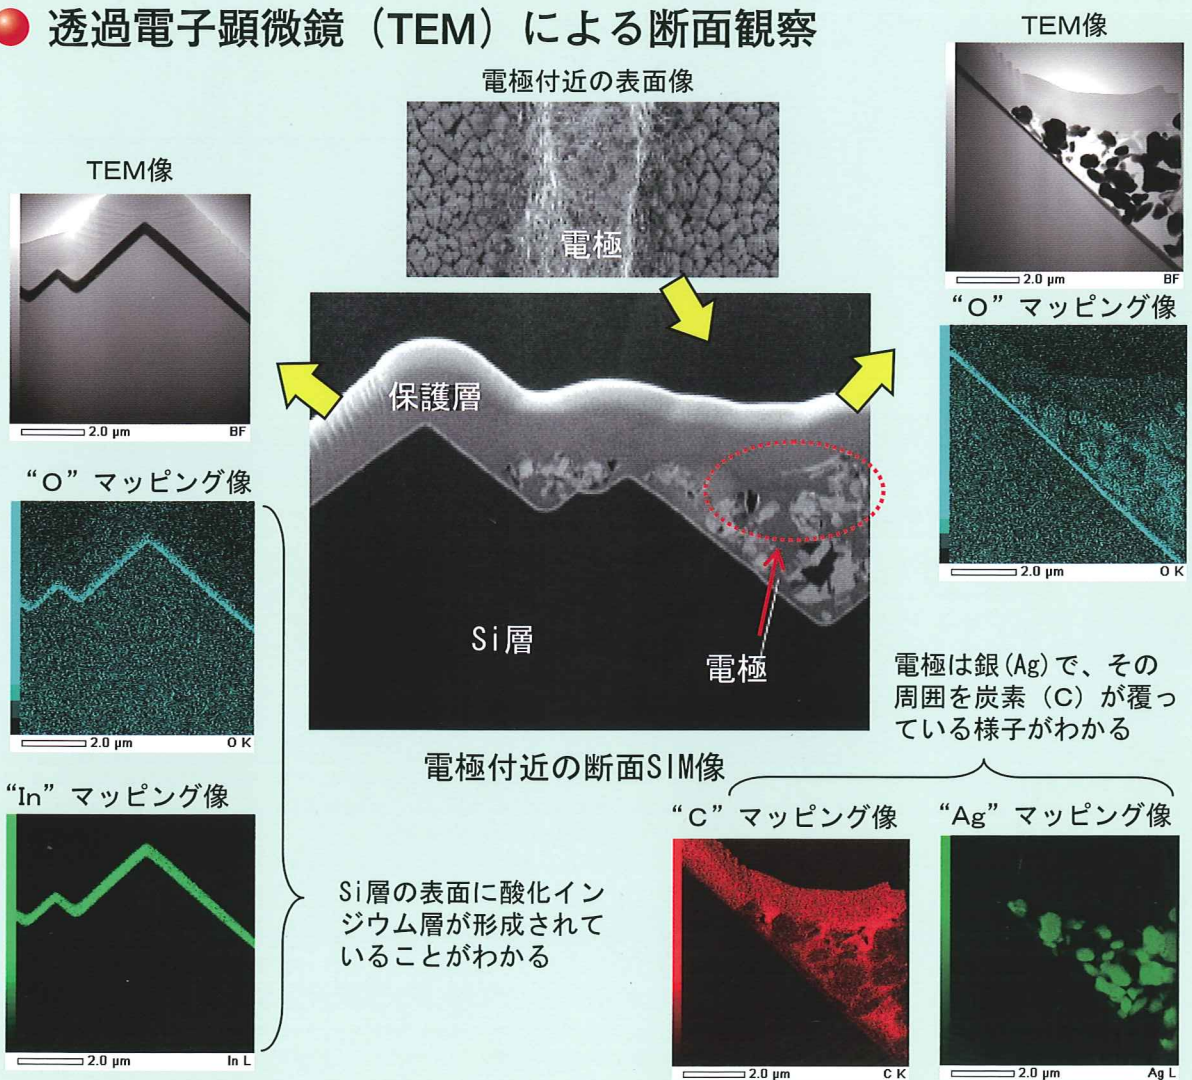 透過電子顕微鏡（TEM）による断面観察
電極付近の表面像
電極
TEM像
2.0 μm BF
“O”マッピング像
2.0 μm O K
“In”マッピング像
2.0 μm In L
保護層
Si層
電極
電極付近の断面SIM像
Si層の表面に酸化イン
ジウム層が形成されて
いることがわかる
TEM像
2.0 μm BF
“O”マッピング像
2.0 μm O K
電極は銀(Ag)で、その
周囲を炭素（C）が覆っ
ている様子がわかる
“C”マッピング像
2.0 μm C K
“Ag”マッピング像
2.0 μm Ag L